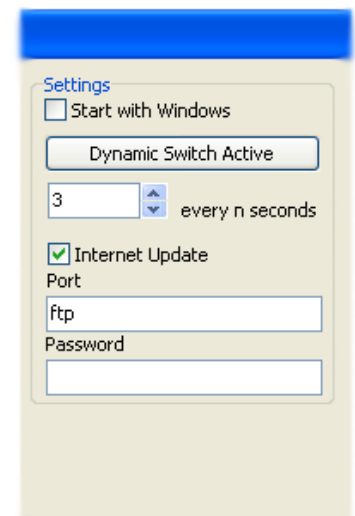 Settings
Start with Windows
Dynamic Switch Active
3 every n seconds
Internet Update
Port
ftp
Password